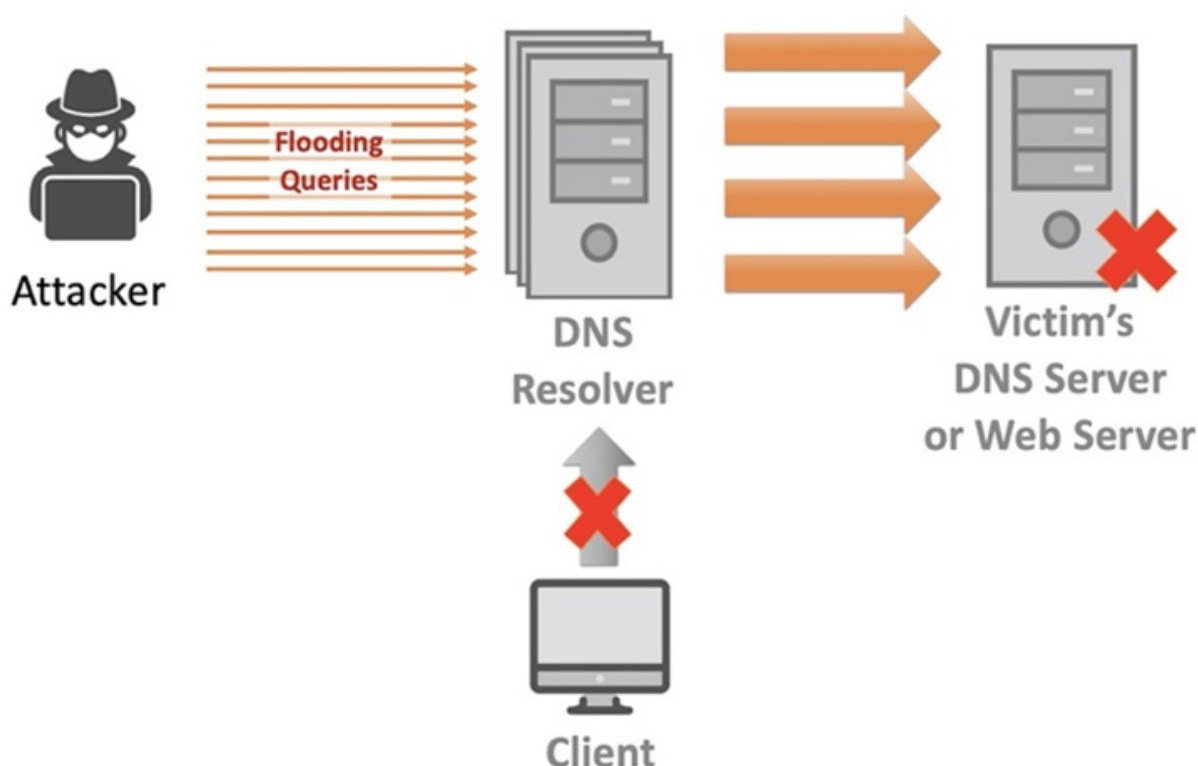 Flooding
Queries
Attacker
DNS
Resolver
Victim’s
DNS Server
or Web Server
Client